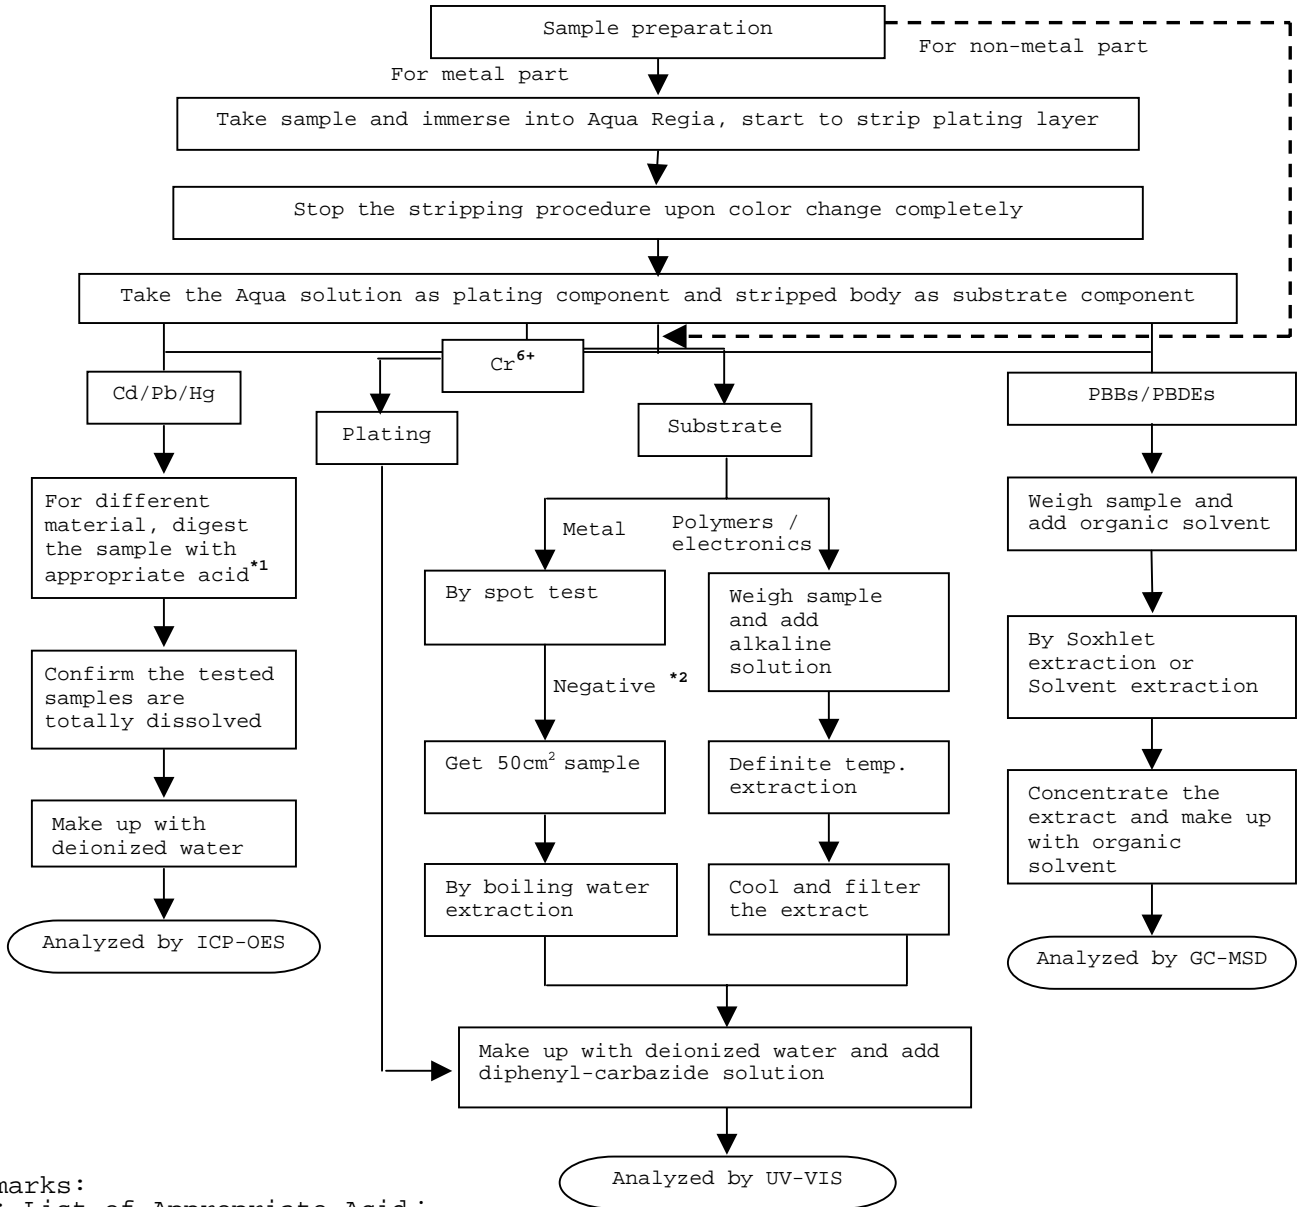 Sample preparation
For non-metal part
For metal part
Take sample and immerse into Aqua Regia, start to strip plating layer
Stop the stripping procedure upon color change completely
Take the Aqua solution as plating component and stripped body as substrate component
Cr6+
Cd/Pb/Hg
PBBs/PBDEs
Plating
Substrate
For different
material, digest
the sample with
appropriate acid*1
Confirm the tested
samples are
totally dissolved
Make up with
deionized water
Analyzed by ICP-OES
Metal
By spot test
Negative *2
Get 50cm2 sample
By boiling water
extraction
Polymers /
electronics
Weigh sample
and add
alkaline
solution
Definite temp.
extraction
Cool and filter
the extract
Weigh sample and
add organic solvent
By Soxhlet
extraction or
Solvent extraction
Concentrate the
extract and make up
with organic
solvent
Analyzed by GC-MSD
Make up with deionized water and add
diphenyl-carbazide solution
Analyzed by UV-VIS
marks:
List of Appropriate Acid: